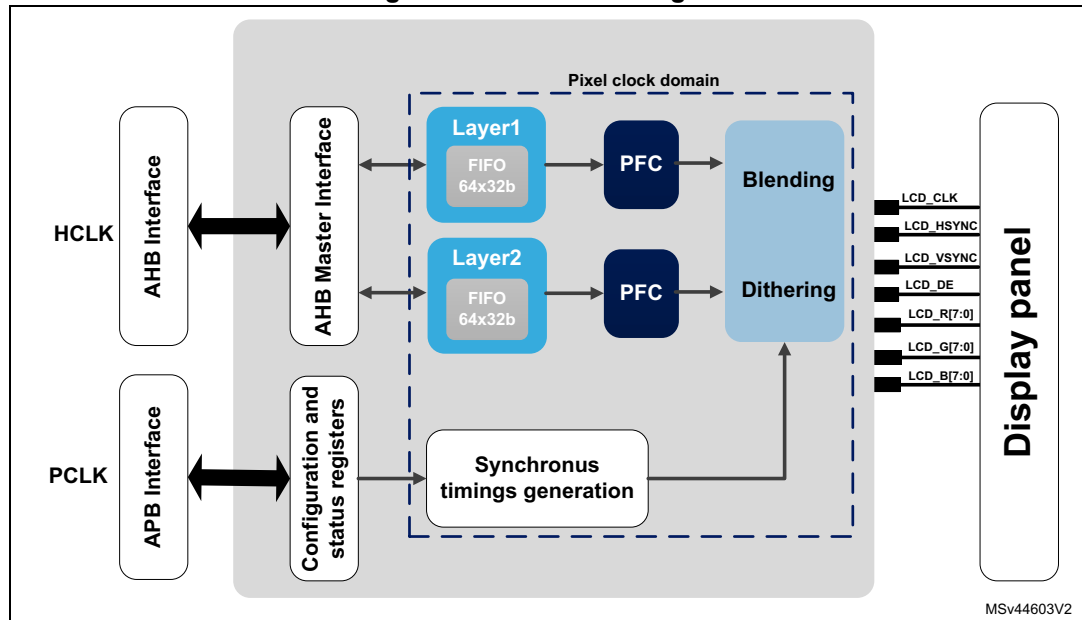 Pixel clock domain
HCLK
AHB Interface
AHB Master Interface
Layer1
FIFO
64x32b
PFC
Blending
Layer2
FIFO
64x32b
PFC
Dithering
LCD_CLK
LCD_HSYNC
LCD_VSYNC
LCD_DE
LCD_R[7:0]
LCD_G[7:0]
LCD_B[7:0]
Display panel
PCLK
APB Interface
Configuration and
status registers
Synchronus
timings generation
MSv44603V2